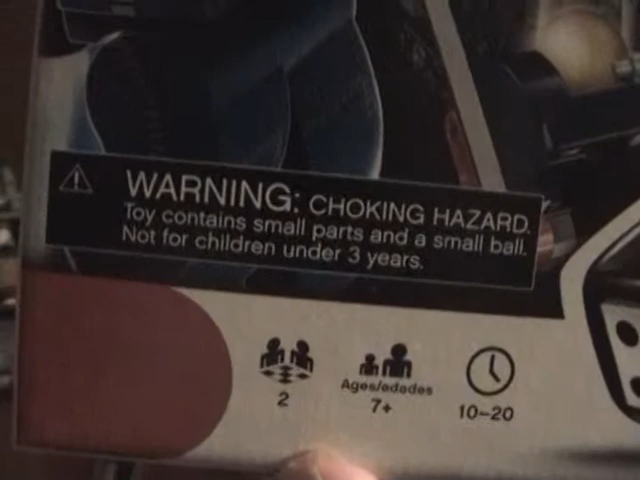 WARNING: CHOKING HAZARD.
Toy contains small parts and a small ball.
Not for children under 3 years.
2
Ages/edades
7+
10-20